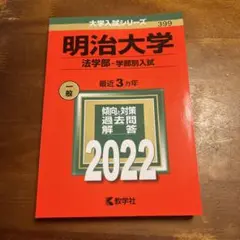 大学入試シリーズ
399
明治大学
法学部-学部別入試
一般
最近3カ年
傾向と対策
過去問
解答
2022
教学社